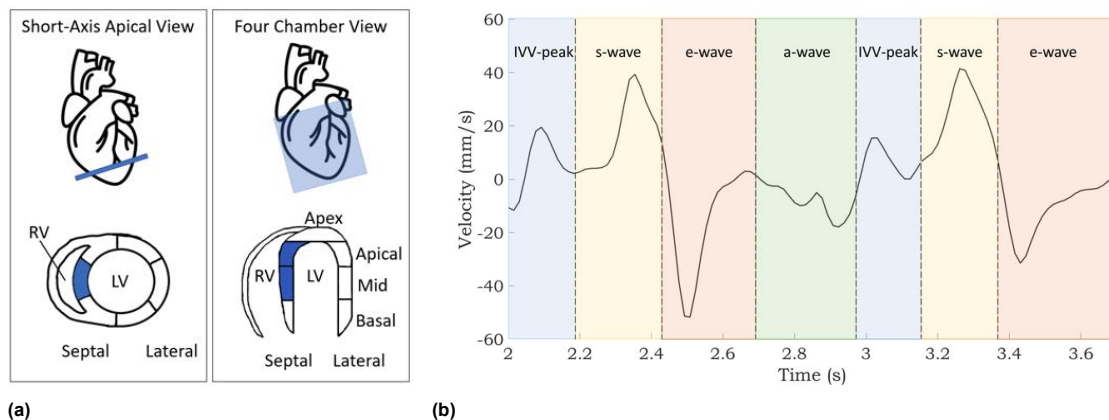 Short-Axis Apical View
RV
LV
Septal
Lateral
Four Chamber View
Apex
RV
LV
Apical
Mid
Basal
Septal
Lateral
(a)
Velocity (mm/s)
60
40
20
0
-20
-40
-60
IVV-peak
s-wave
e-wave
a-wave
IVV-peak
s-wave
e-wave
2
2.2
2.4
2.6
2.8
3
3.2
3.4
3.6
Time (s)
(b)